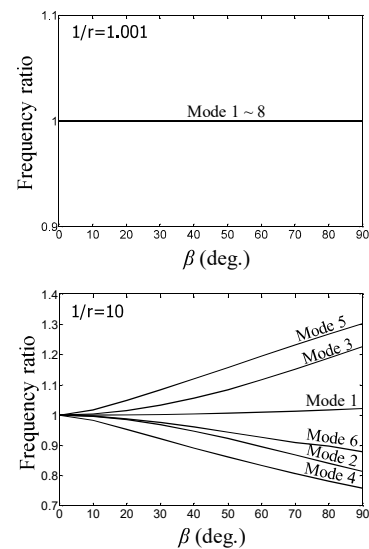 1.1
1/r=1.001
Frequency ratio
Mode 1 ~ 8
1
0.9
0 10 20 30 40 50 60 70 80 90
β (deg.)
1.4
1/r=10
1.3
Mode 5
Mode 3
1.2
1.1
Frequency ratio
Mode 1
1
Mode 6
0.9
Mode 2
0.8
Mode 4
0.7
0 10 20 30 40 50 60 70 80 90
β (deg.)